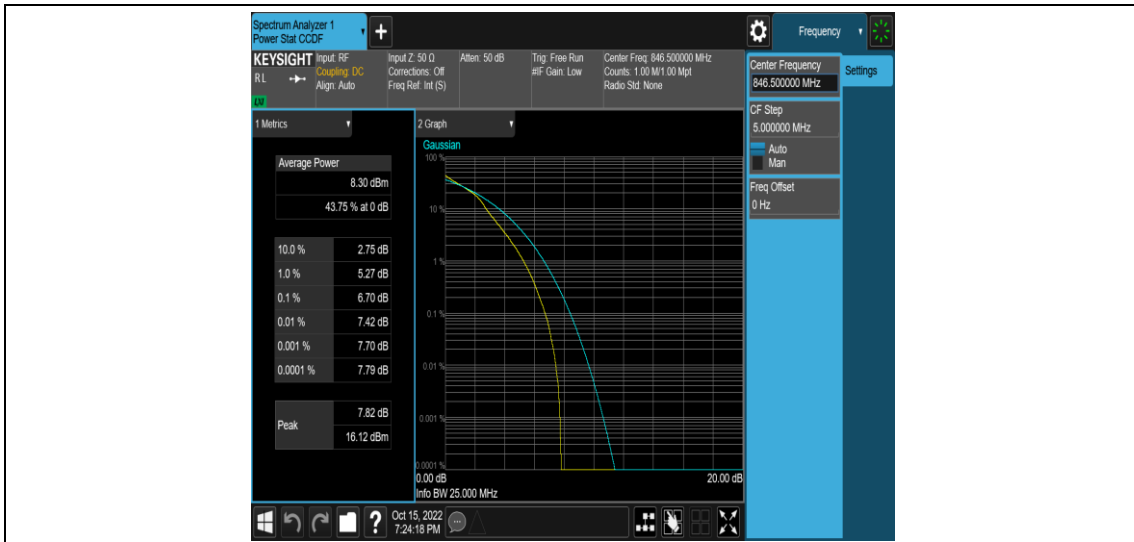 Spectrum Analyzer 1
Power Stat CCDF
+
Frequency
KEYSIGHT
RL
LXI
Input: RF
Coupling: DC
Align: Auto
Input Z: 50 Ω
Corrections: Off
Freq Ref: Int (S)
Atten: 50 dB
Trig: Free Run
#IF Gain: Low
Center Freq: 846.500000 MHz
Counts: 1.00 M/1.00 Mpt
Radio Std: None
Center Frequency
846.500000 MHz
Settings
CF Step
5.000000 MHz
Auto
Man
Freq Offset
0 Hz
1 Metrics
Average Power
8.30 dBm
43.75 % at 0 dB
10.0 % 2.75 dB
1.0 % 5.27 dB
0.1 % 6.70 dB
0.01 % 7.42 dB
0.001 % 7.70 dB
0.0001 % 7.79 dB
Peak
7.82 dB
16.12 dBm
2 Graph
Gaussian
100 %
10 %
1 %
0.1 %
0.01 %
0.001 %
0.0001 %
0.00 dB
20.00 dB
Info BW 25.000 MHz
?
Oct 15, 2022
7:24:18 PM